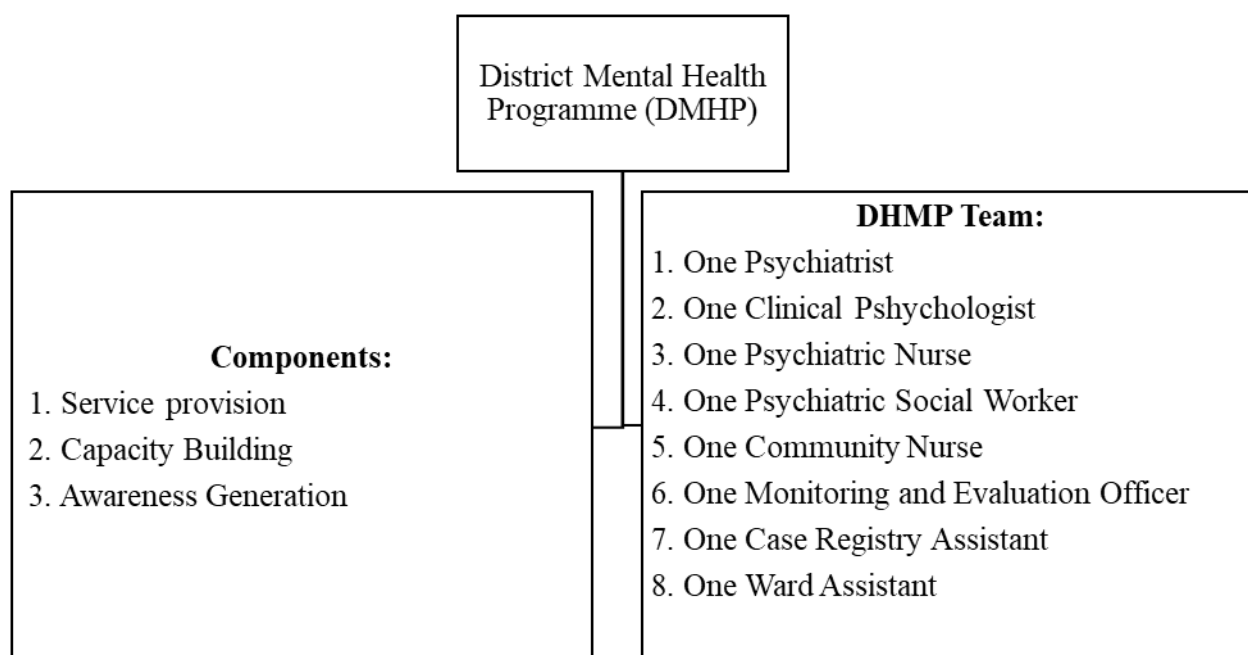 District Mental Health
Programme (DMHP)
Components:
1. Service provision
2. Capacity Building
3. Awareness Generation
DHMP Team:
1. One Psychiatrist
2. One Clinical Pshychologist
3. One Psychiatric Nurse
4. One Psychiatric Social Worker
5. One Community Nurse
6. One Monitoring and Evaluation Officer
7. One Case Registry Assistant
8. One Ward Assistant